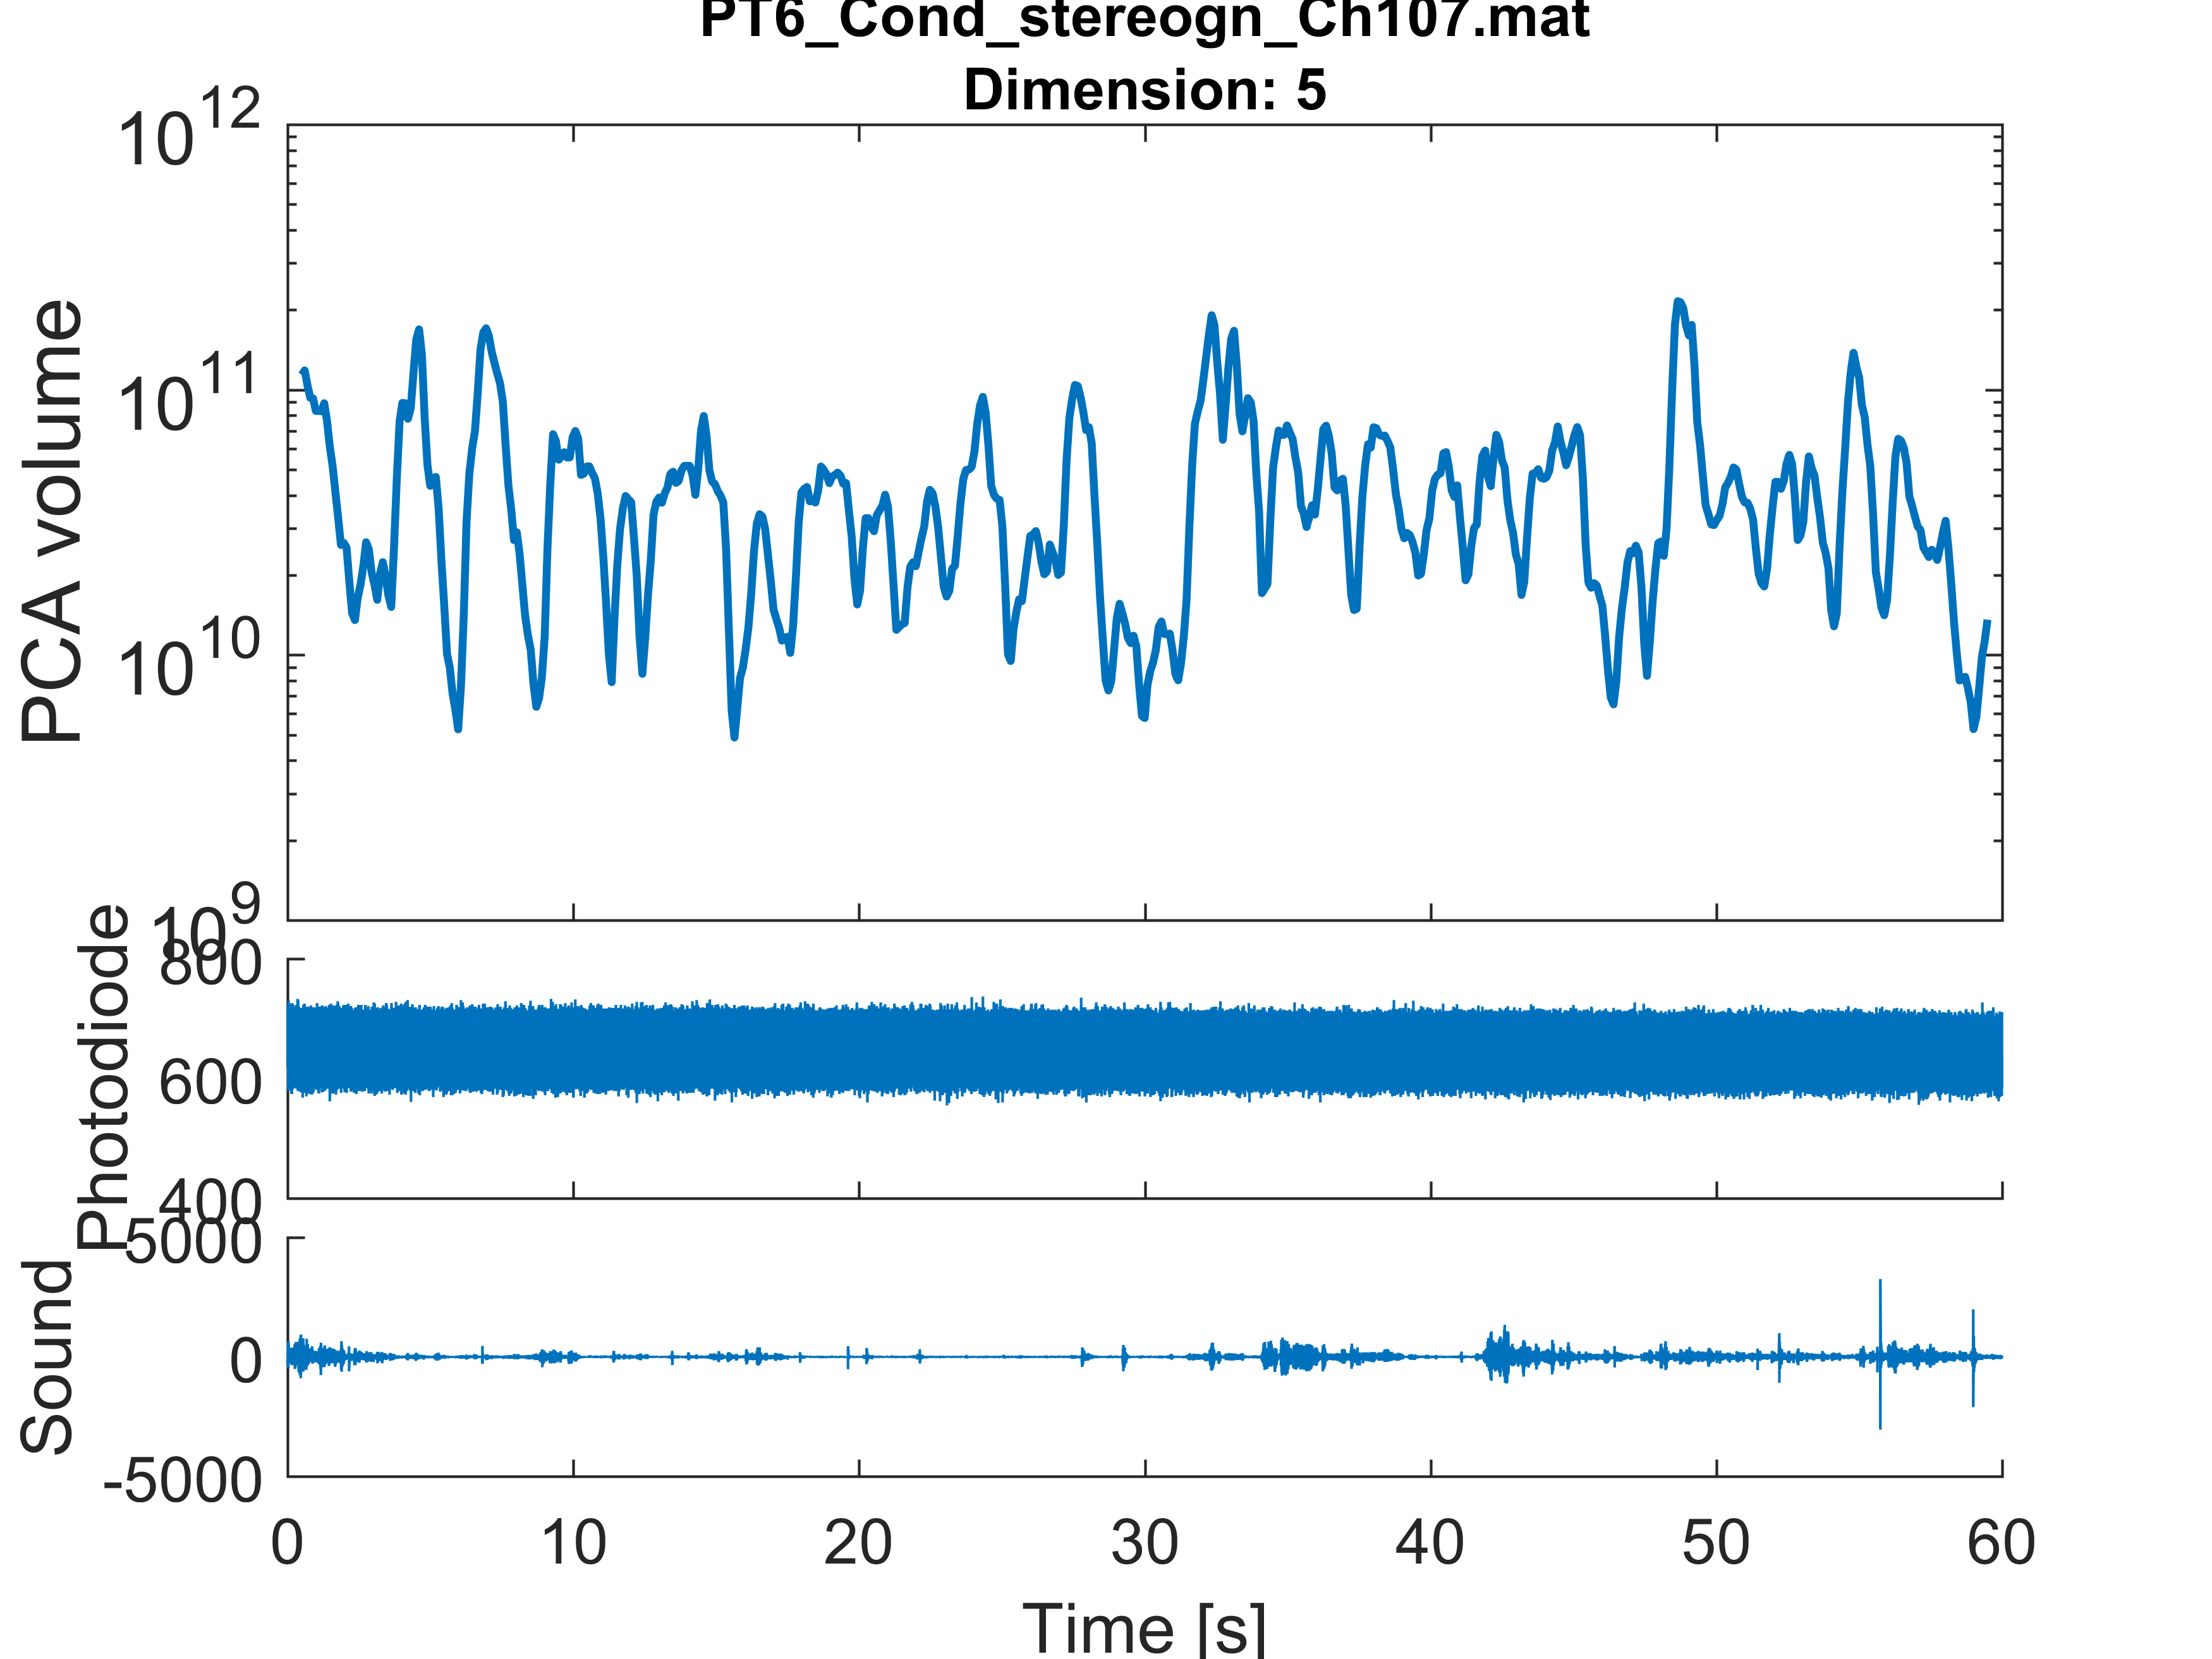 PT6_Cond_stereogn_Ch107.mat
Dimension: 5
PCA volume
10^12
10^11
10^10
10^9
Photodiode
800
600
400
Sound
5000
0
-5000
0 10 20 30 40 50 60
Time [s]